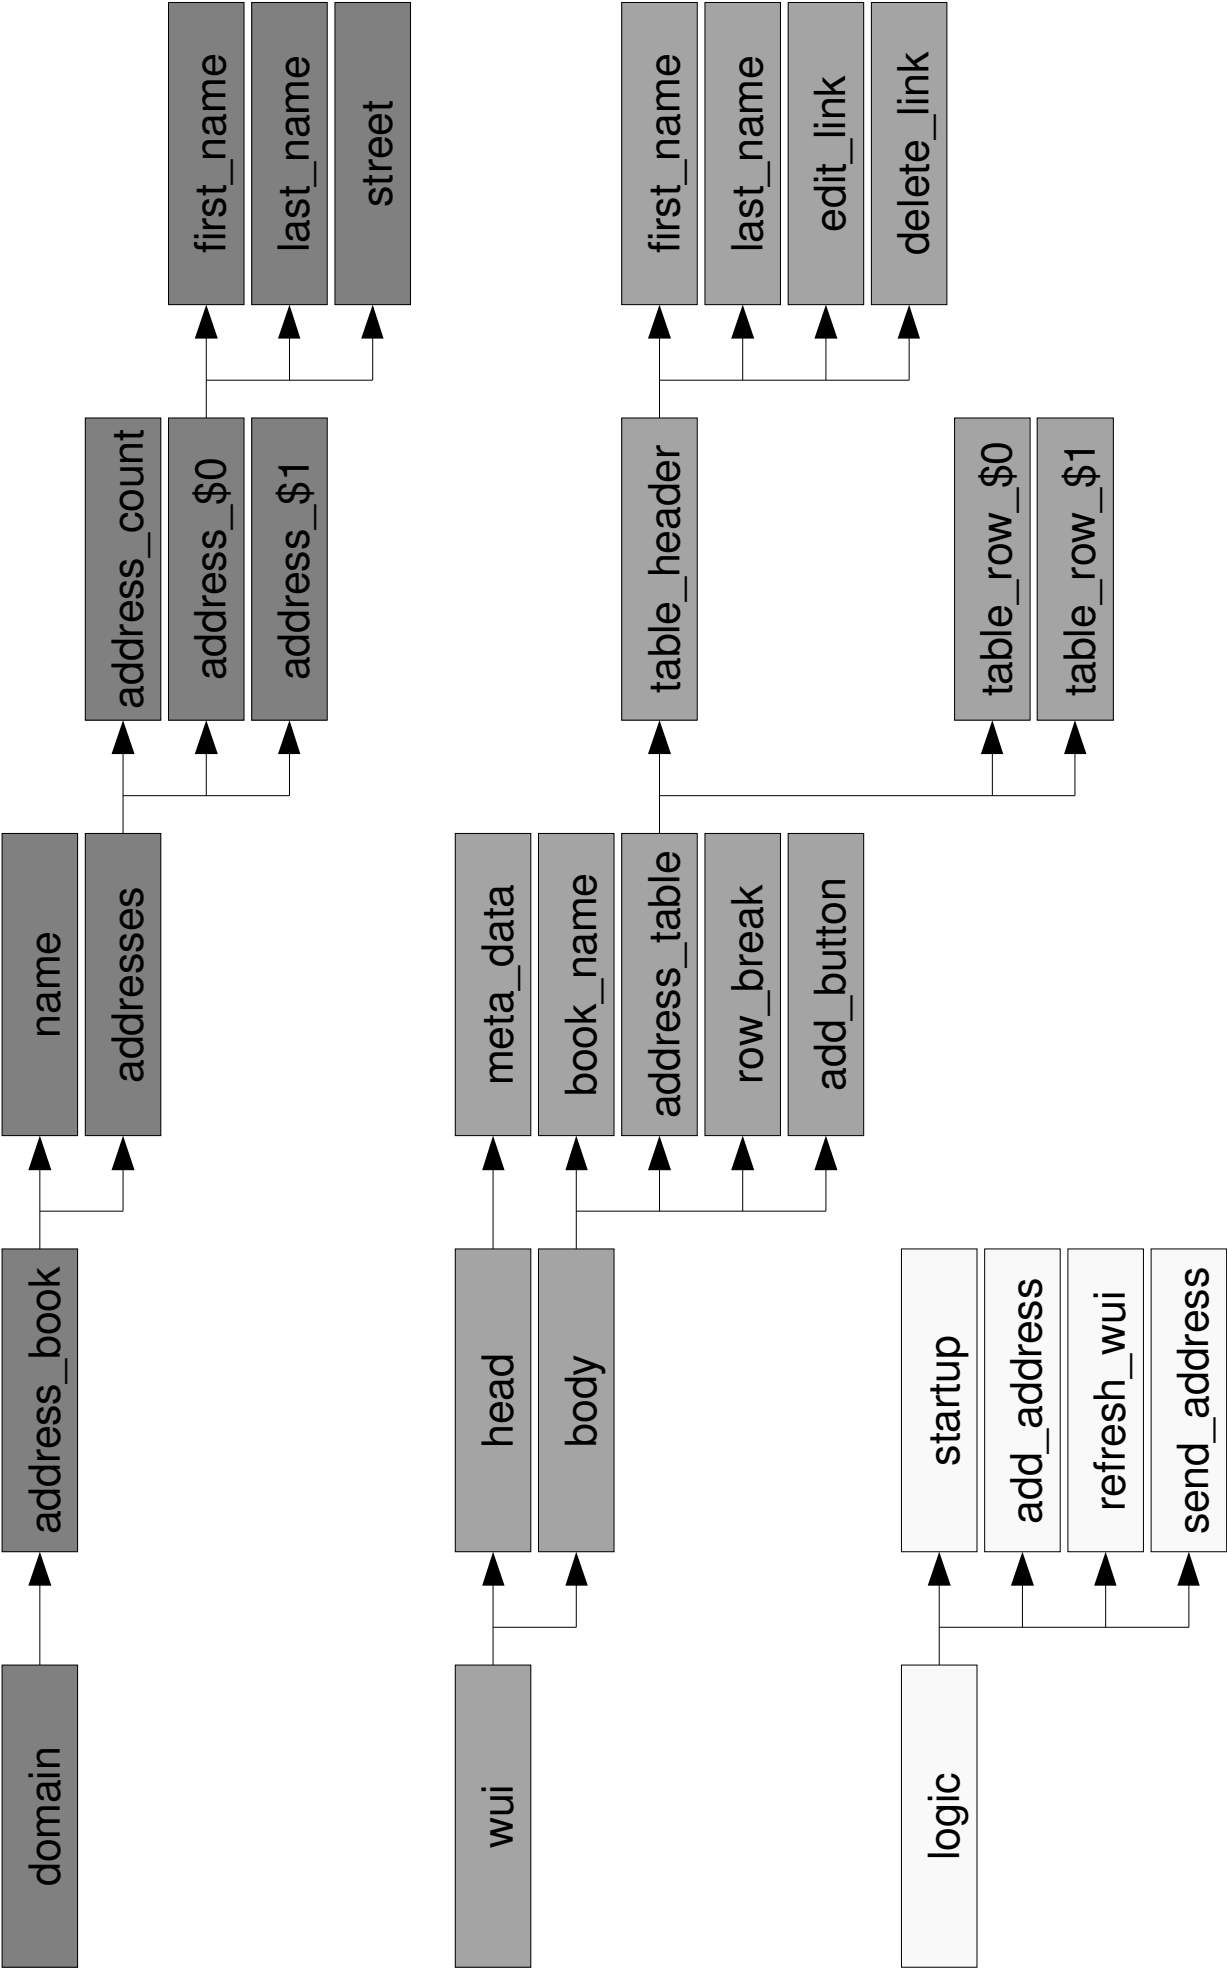 domain
address_book
name
addresses
address_count
address_$0
address_$1
first_name
last_name
street
wui
head
body
meta_data
book_name
address_table
row_break
add_button
table_header
table_row_$0
table_row_$1
first_name
last_name
edit_link
delete_link
logic
startup
add_address
refresh_wui
send_address